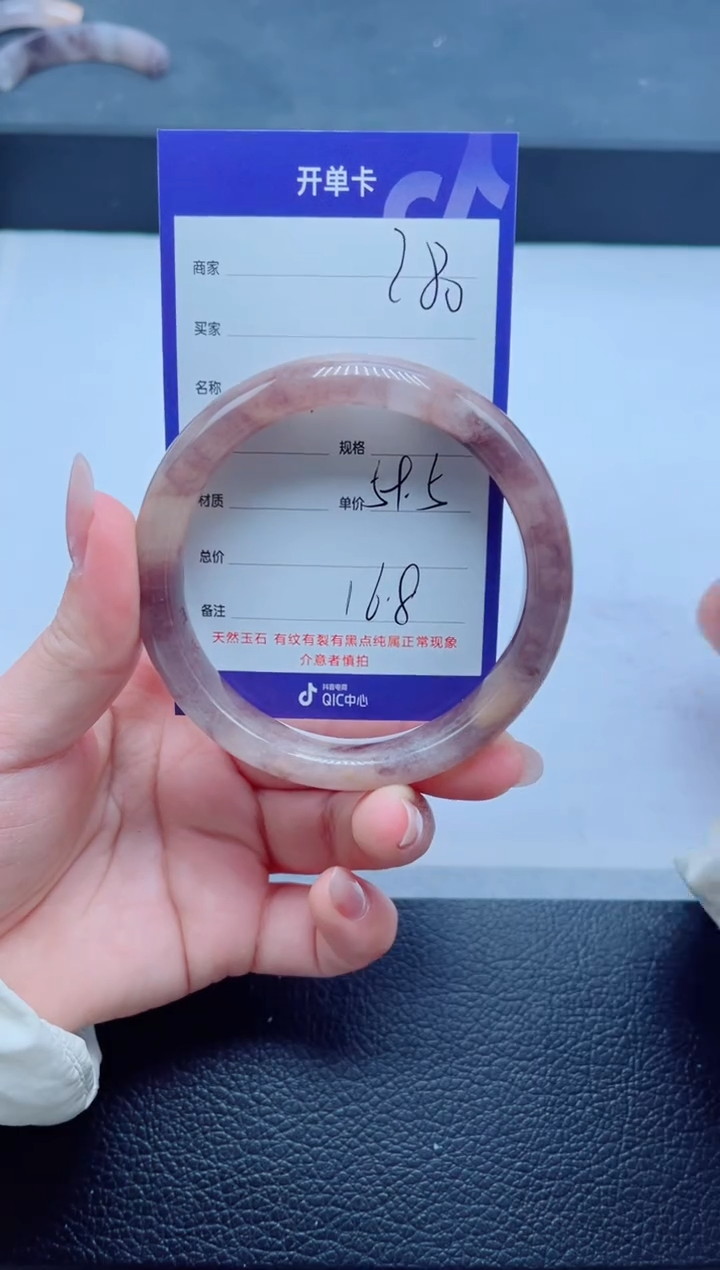 开单卡
商家 280
买家
名称
规格
材质 单价 58.5
总价
备注 16.8
天然玉石 有纹有裂有黑点纯属正常现象
介意者慎拍
抖音电商
QIC中心